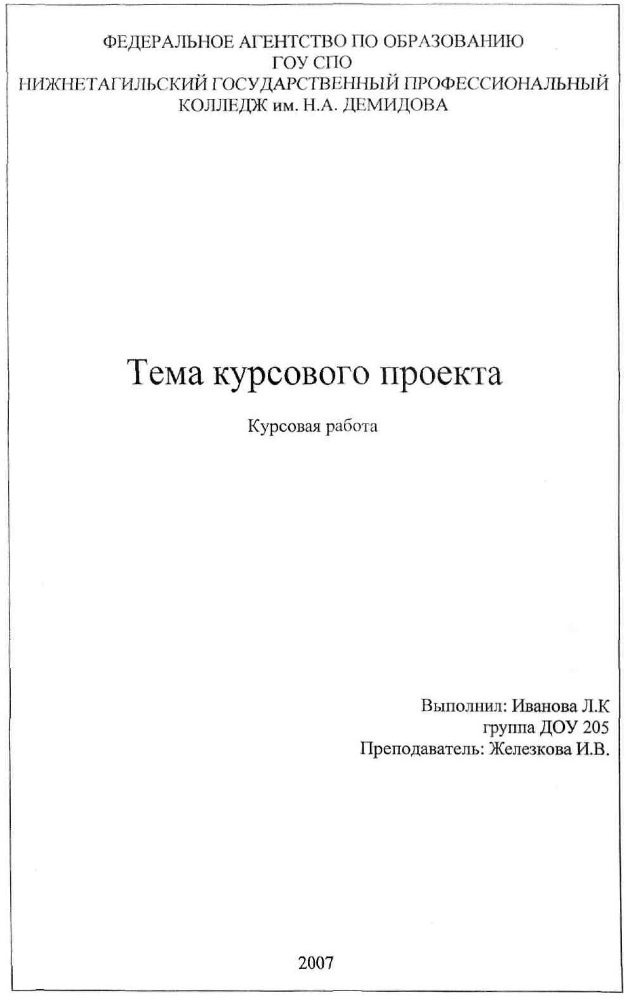 ФЕДЕРАЛЬНОЕ АГЕНТСТВО ПО ОБРАЗОВАНИЮ
ГОУ СПО
НИЖНЕТАГИЛЬСКИЙ ГОСУДАРСТВЕННЫЙ ПРОФЕССИОНАЛЬНЫЙ
КОЛЛЕДЖ им. Н.А. ДЕМИДОВА
Тема курсового проекта
Курсовая работа
Выполнил: Иванова Л.К
группа ДОУ 205
Преподаватель: Железкова И.В.
2007